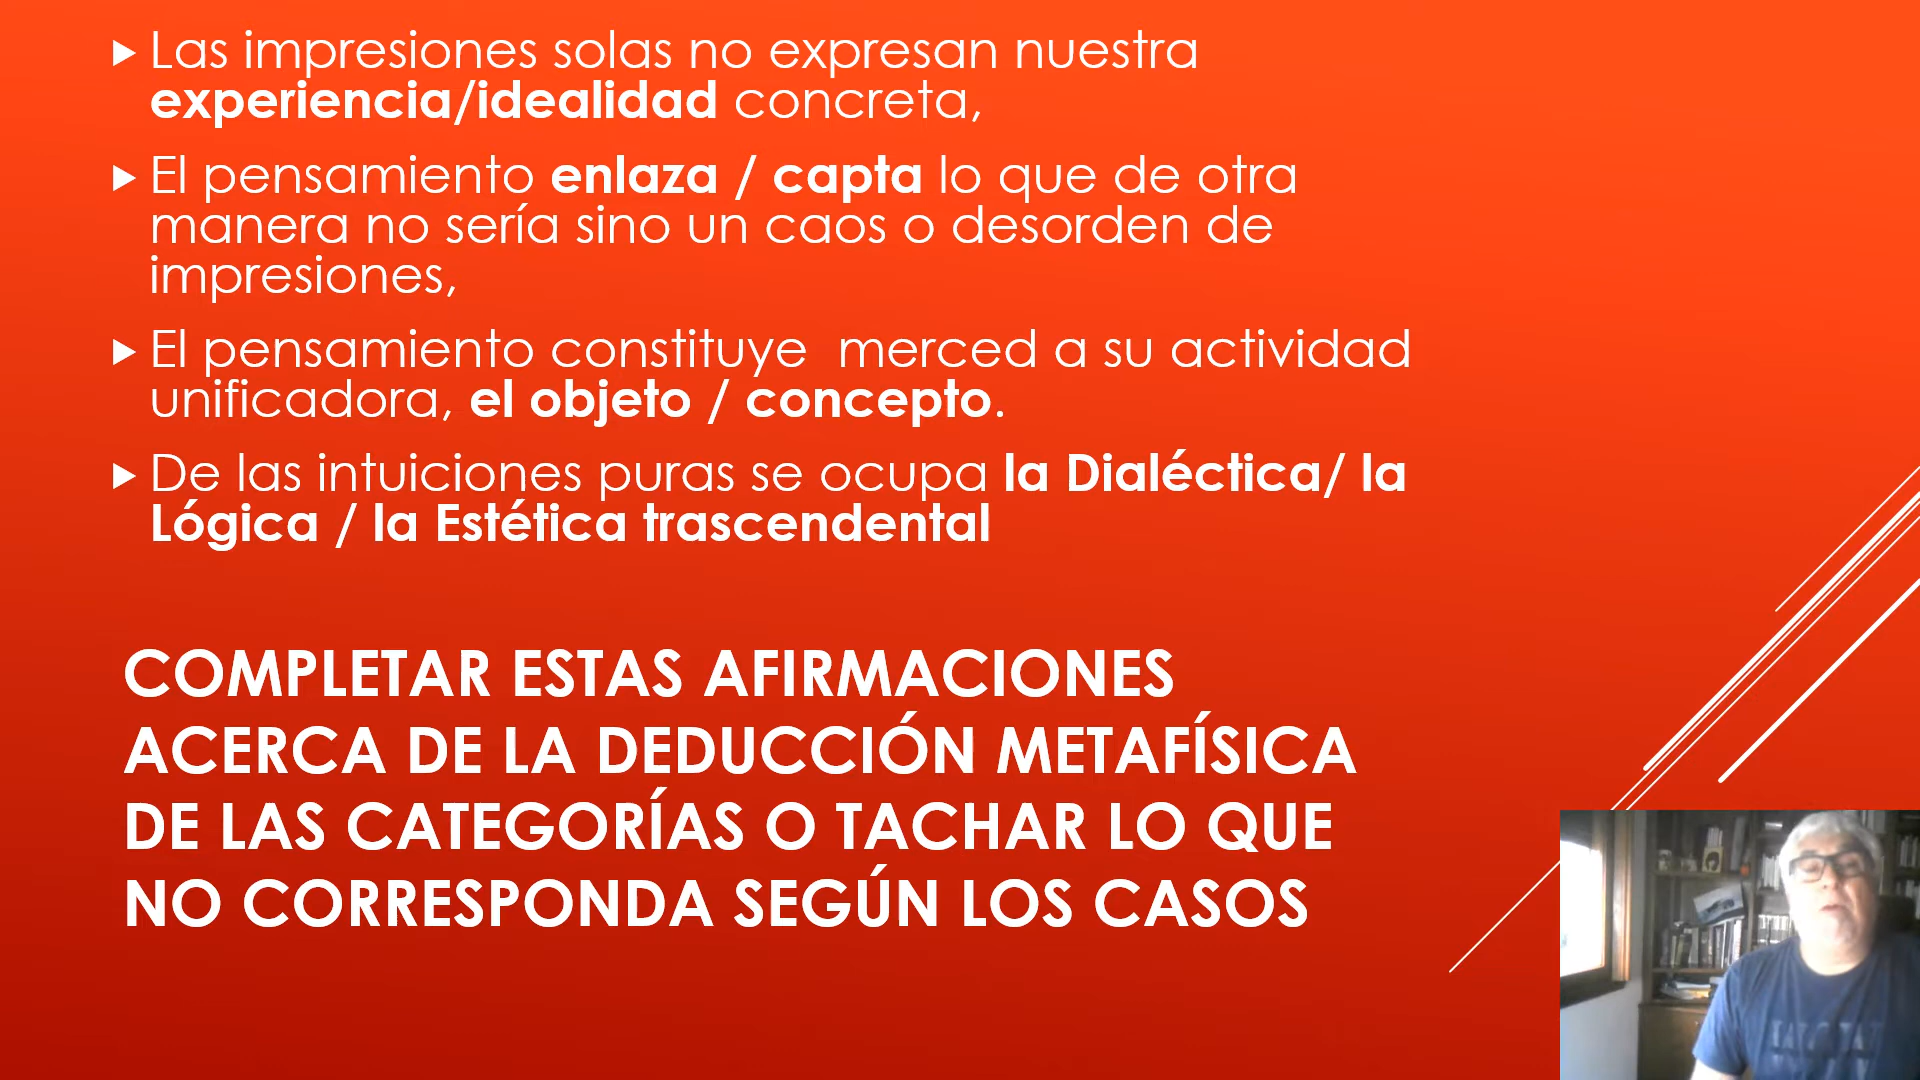 Las impresiones solas no expresan nuestra
experiencia/idealidad concreta,
El pensamiento enlaza / capta lo que de otra
manera no sería sino un caos o desorden de
impresiones,
El pensamiento constituye  merced a su actividad
unificadora, el objeto / concepto.
De las intuiciones puras se ocupa la Dialéctica/ la
Lógica / la Estética trascendental
COMPLETAR ESTAS AFIRMACIONES
ACERCA DE LA DEDUCCIÓN METAFÍSICA
DE LAS CATEGORÍAS O TACHAR LO QUE
NO CORRESPONDA SEGÚN LOS CASOS